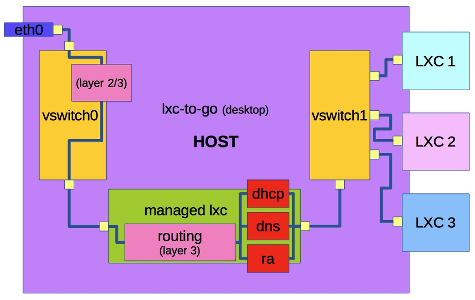 eth0
(layer 2/3)
vswitch0
lxc-to-go (desktop)
HOST
vswitch1
LXC 1
LXC 2
LXC 3
managed lxc
routing
(layer 3)
dhcp
dns
ra